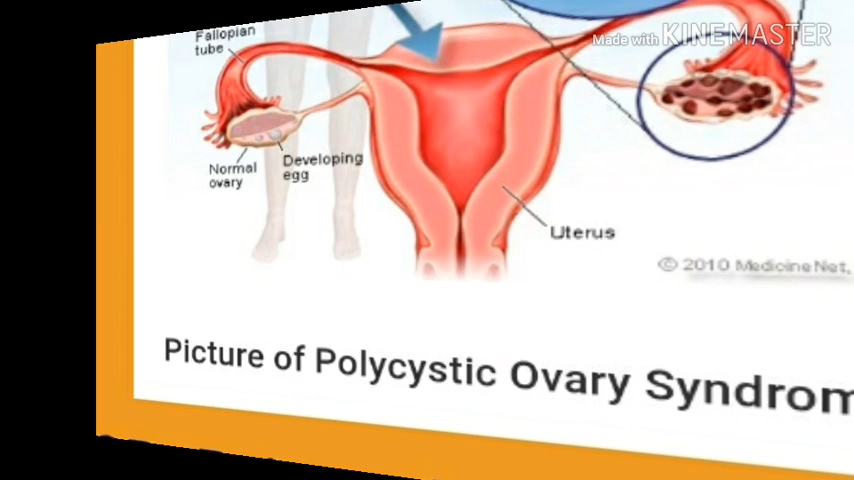 Fallopian
tube
Made with KINEMASTER
Normal
ovary
Developing
egg
Uterus
© 2010 MedicineNet,
Picture of Polycystic Ovary Syndrom